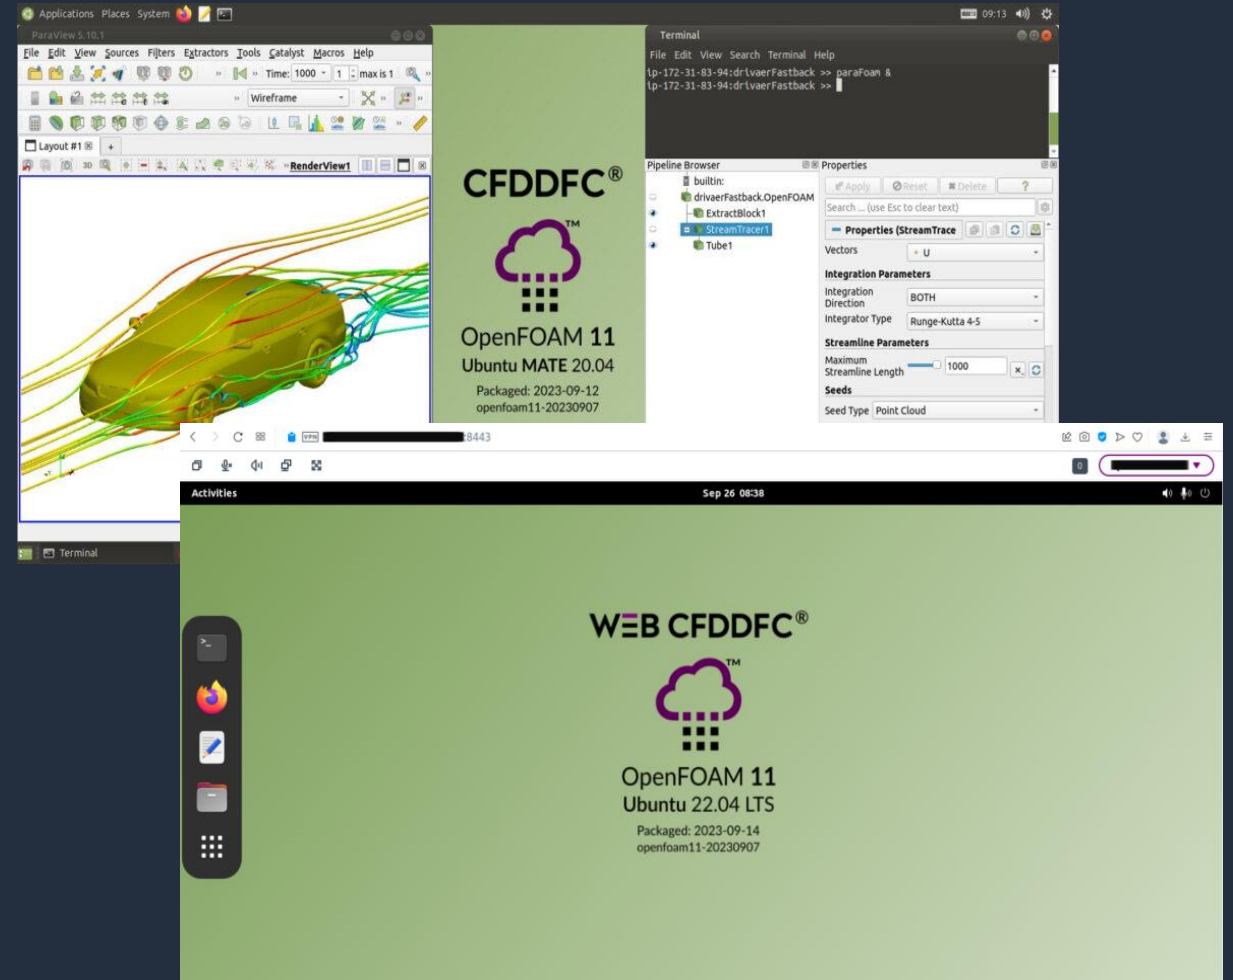 Applications Places System
09:13
ParaView 5.10.1
File Edit View Sources Filters Extractors Tools Catalyst Macros Help
Time: 1000 1 max is 1
Wireframe
Layout #1
3D
RenderView1
Terminal
CFDDFC®
TM
OpenFOAM 11
Ubuntu MATE 20.04
Packaged: 2023-09-12
openfoam11-20230907
Terminal
File Edit View Search Terminal Help
ip-172-31-83-94:drivaerFastback >> paraFoam &
ip-172-31-83-94:drivaerFastback >>
Pipeline Browser
builtin:
drivaerFastback.OpenFOAM
ExtractBlock1
StreamTracer1
Tube1
Properties
Apply Reset Delete ?
Search ... (use Esc to clear text)
Properties (StreamTrace
Vectors U
Integration Parameters
Integration Direction BOTH
Integrator Type Runge-Kutta 4-5
Streamline Parameters
Maximum
Streamline Length 1000
Seeds
Seed Type Point Cloud
VPN :8443
0
Activities
Sep 26 08:38
WEB CFDDFC®
TM
OpenFOAM 11
Ubuntu 22.04 LTS
Packaged: 2023-09-14
openfoam11-20230907